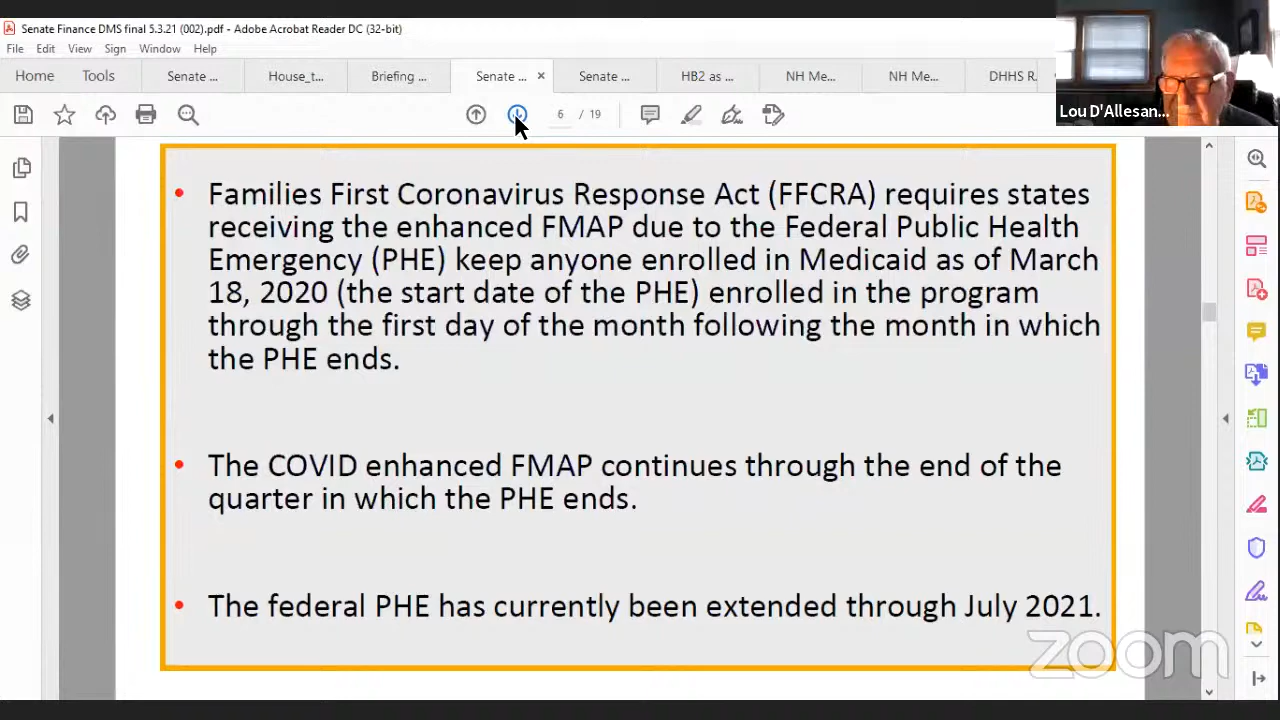 Senate Finance DMS final 5.3.21 (002).pdf - Adobe Acrobat Reader DC (32-bit)
File Edit View Sign Window Help
Home Tools Senate ... House_t... Briefing ... Senate ... × Senate ... HB2 as ... NH Me... NH Me... DHHS R.
6 / 19
Lou D'Allesan...
• Families First Coronavirus Response Act (FFCRA) requires states
receiving the enhanced FMAP due to the Federal Public Health
Emergency (PHE) keep anyone enrolled in Medicaid as of March
18, 2020 (the start date of the PHE) enrolled in the program
through the first day of the month following the month in which
the PHE ends.
• The COVID enhanced FMAP continues through the end of the
quarter in which the PHE ends.
• The federal PHE has currently been extended through July 2021.
zoom